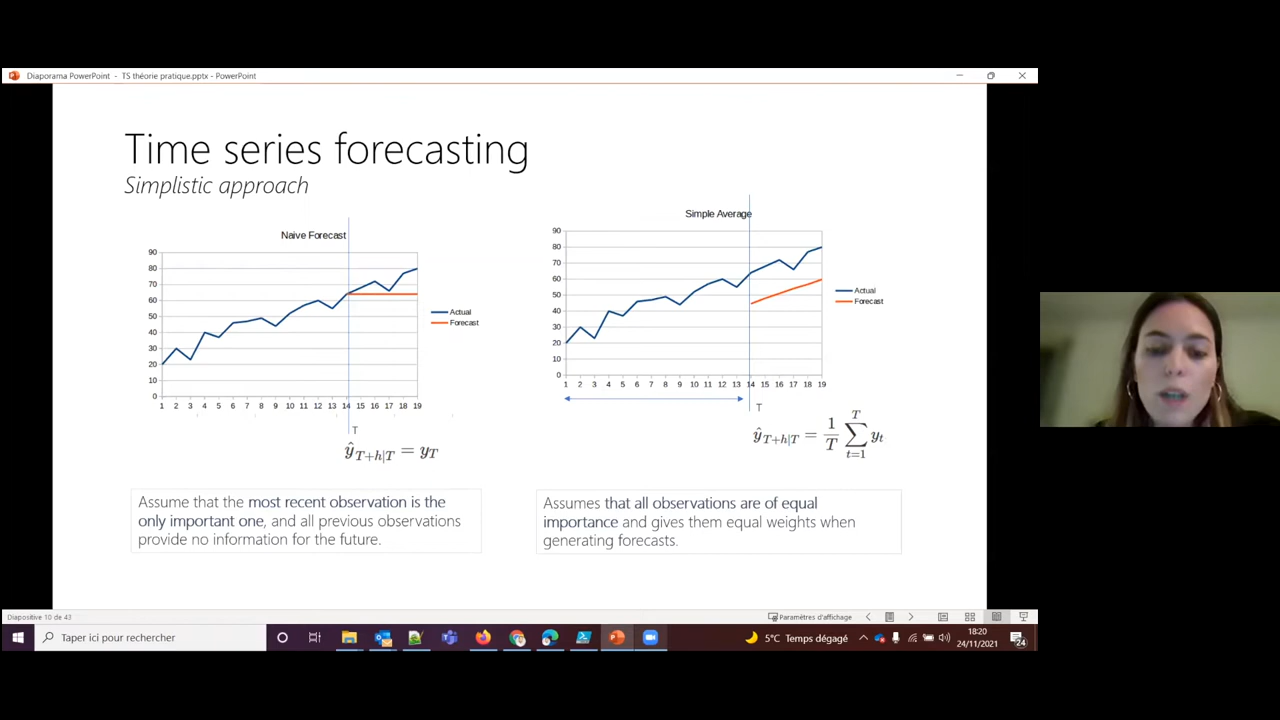 Diaporama PowerPoint - TS théorie pratique.pptx - PowerPoint
Time series forecasting
Simplistic approach
Naive Forecast
90
80
70
60
50
40
30
20
10
0
1 2 3 4 5 6 7 8 9 10 11 12 13 14 15 16 17 18 19
Actual
Forecast
T
ŷ T+h|T = yT
Assume that the most recent observation is the
only important one, and all previous observations
provide no information for the future.
Simple Average
90
80
70
60
50
40
30
20
10
0
1 2 3 4 5 6 7 8 9 10 11 12 13 14 15 16 17 18 19
Actual
Forecast
T
ŷ T+h|T = 1/T ∑ t=1 T yt
Assumes that all observations are of equal
importance and gives them equal weights when
generating forecasts.
Diapositive 10 de 43
Paramètres d'affichage
Taper ici pour rechercher
5°C Temps dégagé
18:20
24/11/2021
24